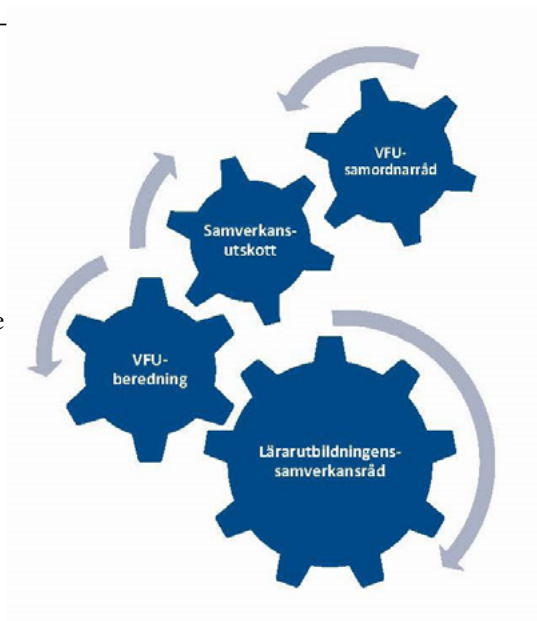 VFU-
samordnarråd
Samverkans-
utskott
e
VFU-
beredning
Lärarutbildningens-
samverkansråd